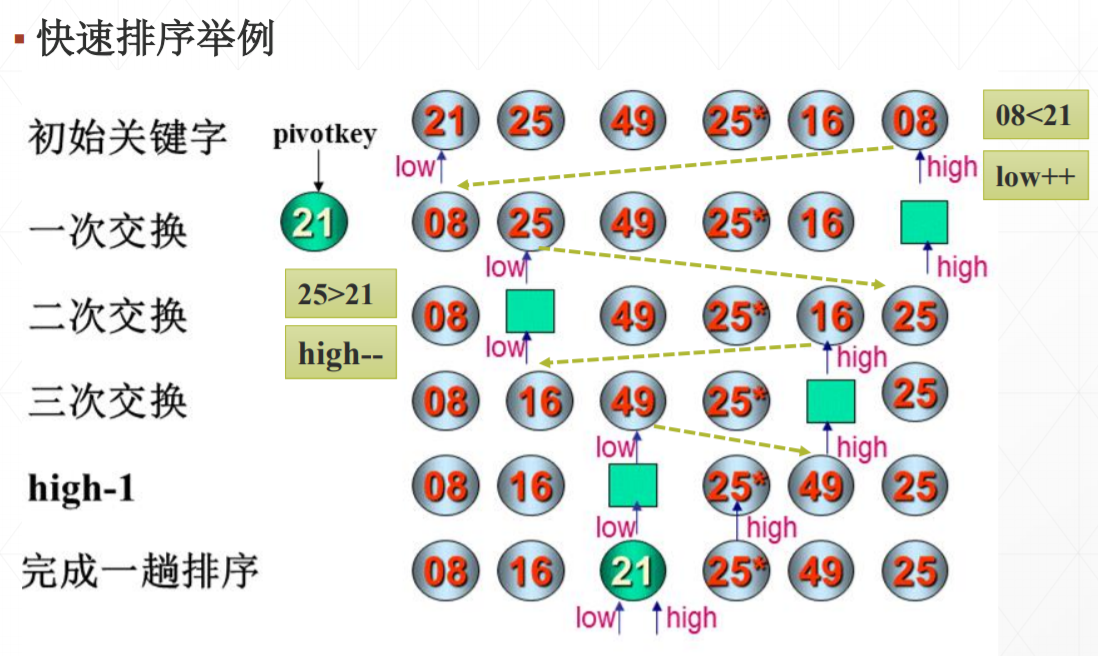 ▪ 快速排序举例
初始关键字 pivotkey 21 25 49 25* 16 08 08<21
low high low++
一次交换 21 08 25 49 25* 16
low high
25>21
二次交换 08 49 25* 16 25
high-- low high
三次交换 08 16 49 25* 25
low high
high-1 08 16 25* 49 25
low high
完成一趟排序 08 16 21 25* 49 25
low high